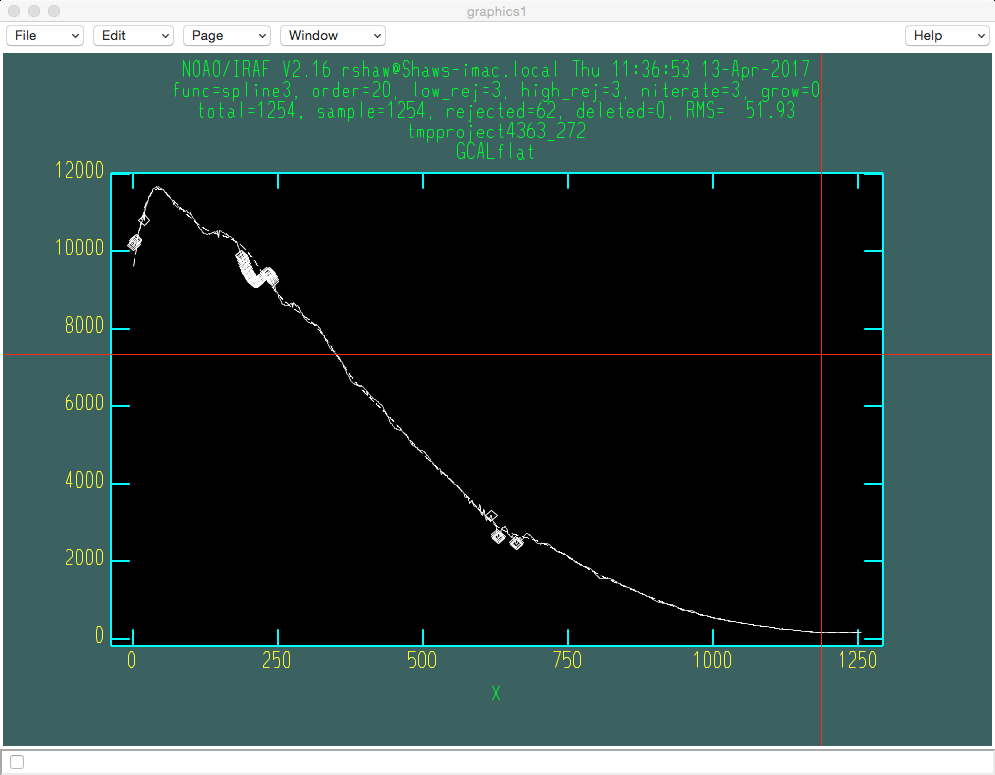 graphics1
File Edit Page Window Help
NOAO/IRAF V2.16 rshaw@Shaws-imac.local Thu 11:36:53 13-Apr-2017
func=spline3, order=20, low_rej=3, high_rej=3, niterate=3, grow=0
total=1254, sample=1254, rejected=62, deleted=0, RMS= 51.93
tmpproject4363_272
GCALflat
12000
10000
8000
6000
4000
2000
0
0 250 500 750 1000 1250
X